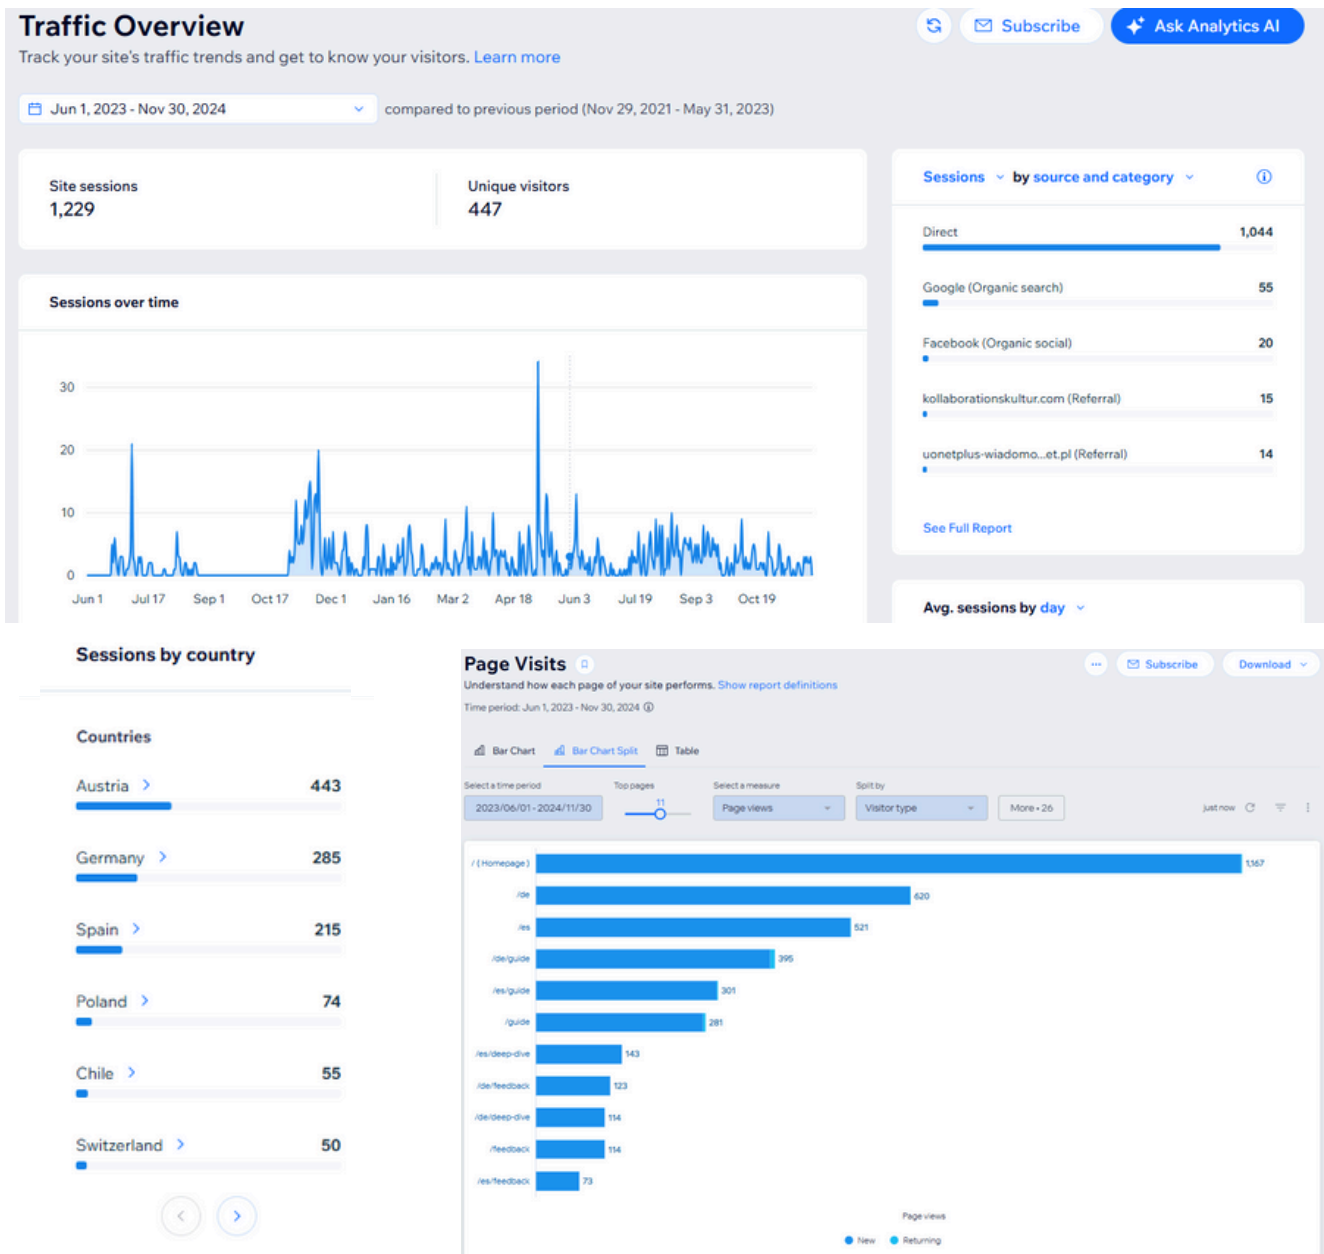 Traffic Overview
Subscribe
Ask Analytics AI
Track your site's traffic trends and get to know your visitors. Learn more
Jun 1, 2023 - Nov 30, 2024
compared to previous period (Nov 29, 2021 - May 31, 2023)
Site sessions
1,229
Unique visitors
447
Sessions by source and category
Direct 1,044
Google (Organic search) 55
Facebook (Organic social) 20
kollaborationskultur.com (Referral) 15
uonetplus-wiadomo...et.pl (Referral) 14
See Full Report
Avg. sessions by day
Sessions over time
30
20
10
0
Jun 1 Jul 17 Sep 1 Oct 17 Dec 1 Jan 16 Mar 2 Apr 18 Jun 3 Jul 19 Sep 3 Oct 19
Sessions by country
Countries
Austria 443
Germany 285
Spain 215
Poland 74
Chile 55
Switzerland 50
Page Visits
Subscribe
Download
Understand how each page of your site performs. Show report definitions
Time period: Jun 1, 2023 - Nov 30, 2024
Bar Chart
Bar Chart Split
Table
Select a time period
2023/06/01 - 2024/11/30
Top pages
11
Select a measure
Page views
Split by
Visitor type
More • 26
just now
/ (Homepage) 1,167
/de 620
/es 521
/de/guide 395
/es/guide 301
/guide 281
/es/deep-dive 143
/de/feedback 123
/de/deep-dive 114
/feedback 114
/es/feedback 73
Page views
New Returning